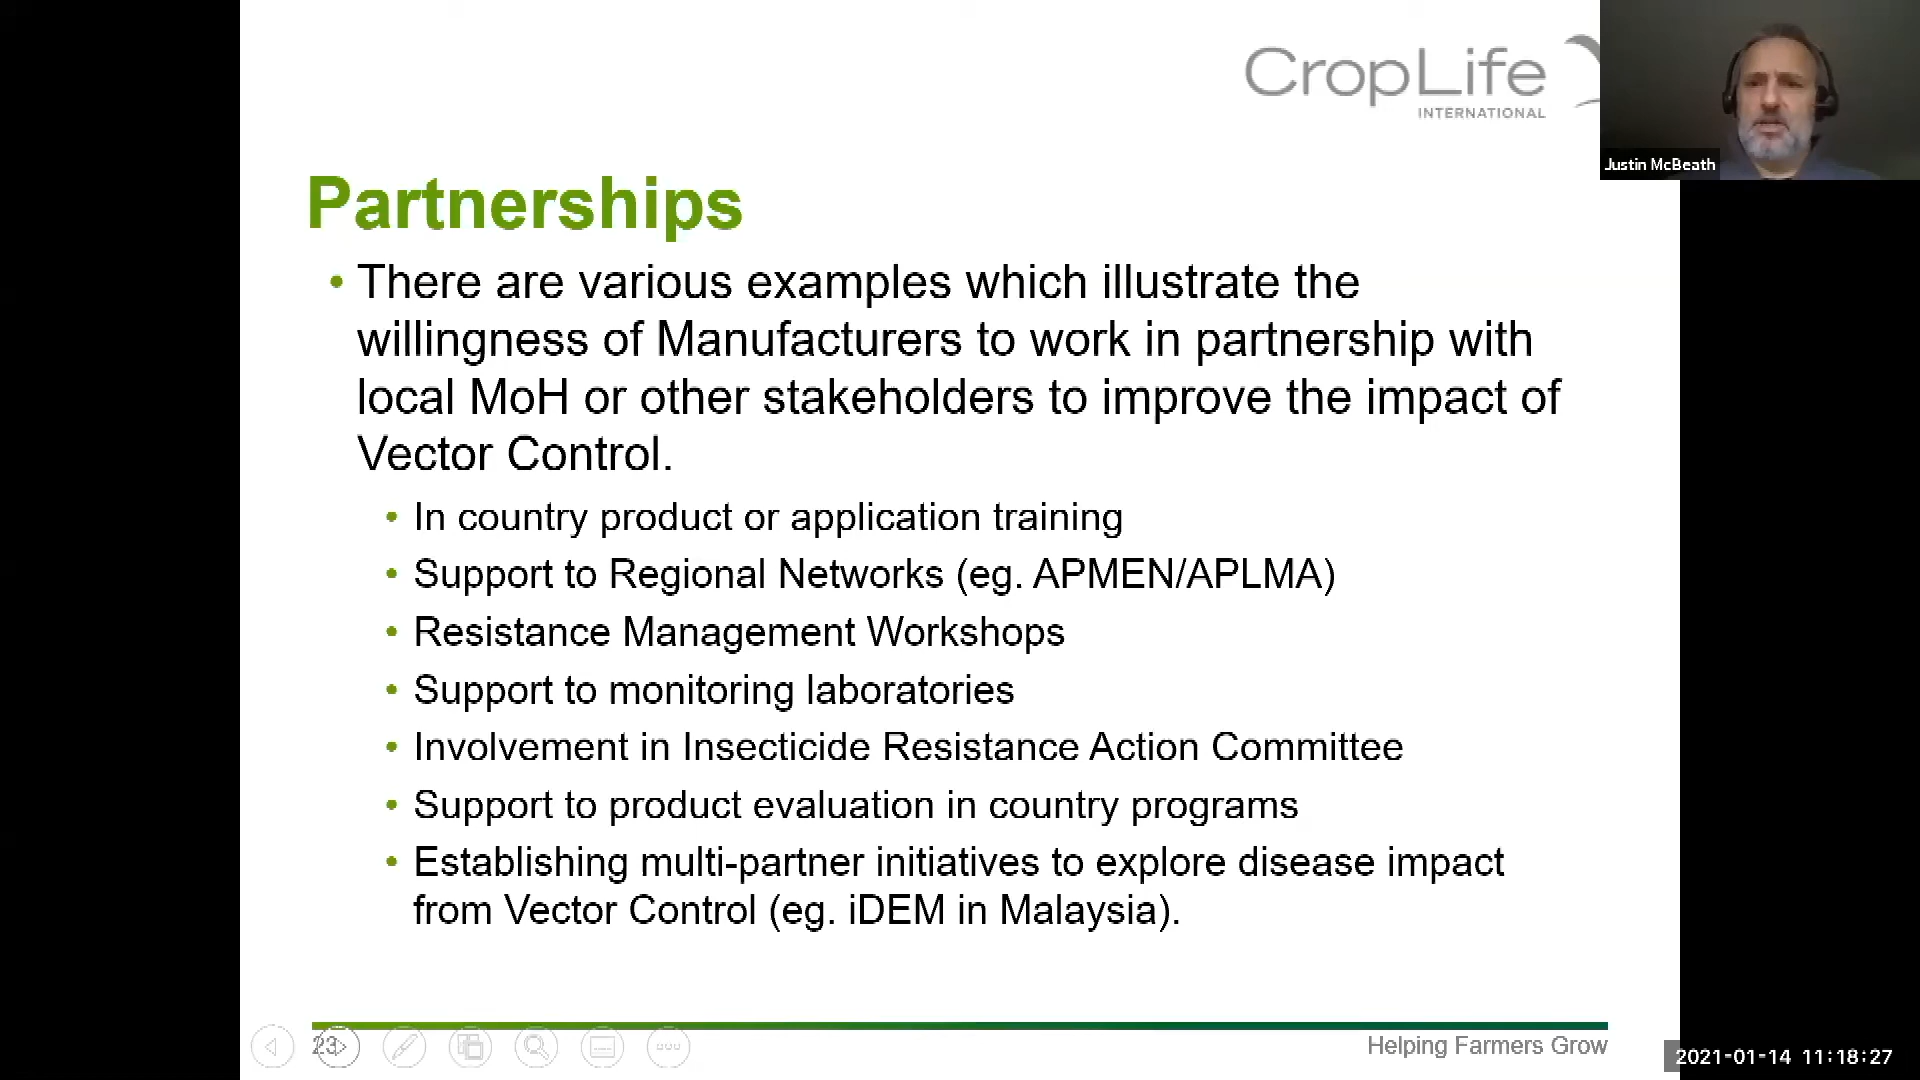 CropLife
INTERNATIONAL
Justin McBeath
Partnerships
• There are various examples which illustrate the
willingness of Manufacturers to work in partnership with
local MoH or other stakeholders to improve the impact of
Vector Control.
• In country product or application training
• Support to Regional Networks (eg. APMEN/APLMA)
• Resistance Management Workshops
• Support to monitoring laboratories
• Involvement in Insecticide Resistance Action Committee
• Support to product evaluation in country programs
• Establishing multi-partner initiatives to explore disease impact
from Vector Control (eg. iDEM in Malaysia).
23
Helping Farmers Grow
2021-01-14 11:18:27